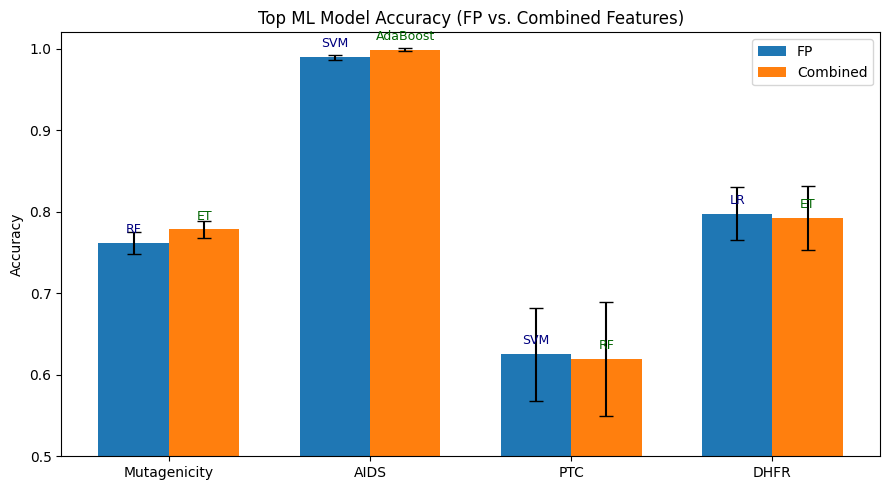 Top ML Model Accuracy (FP vs. Combined Features)
FP
Combined
Accuracy
1.0
0.9
0.8
0.7
0.6
0.5
RF
ET
SVM
AdaBoost
SVM
RF
LR
ET
Mutagenicity
AIDS
PTC
DHFR